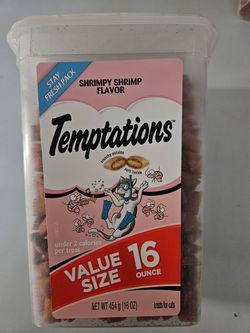 STAY
FRESH PACK
SHRIMPY SHRIMP
FLAVOR
Temptations™
crunchy outside
soft inside
under 2 calories
per treat
VALUE
SIZE
16
OUNCE
NET WT 454 g (16 OZ)
treats for cats